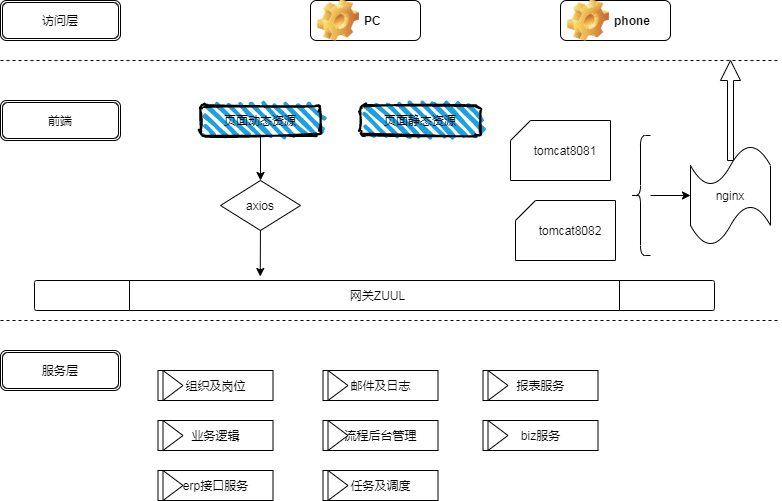 访问层
PC
phone
前端
页面动态资源
页面静态资源
tomcat8081
axios
nginx
tomcat8082
网关ZUUL
服务层
组织及岗位
邮件及日志
报表服务
业务逻辑
流程后台管理
biz服务
erp接口服务
任务及调度